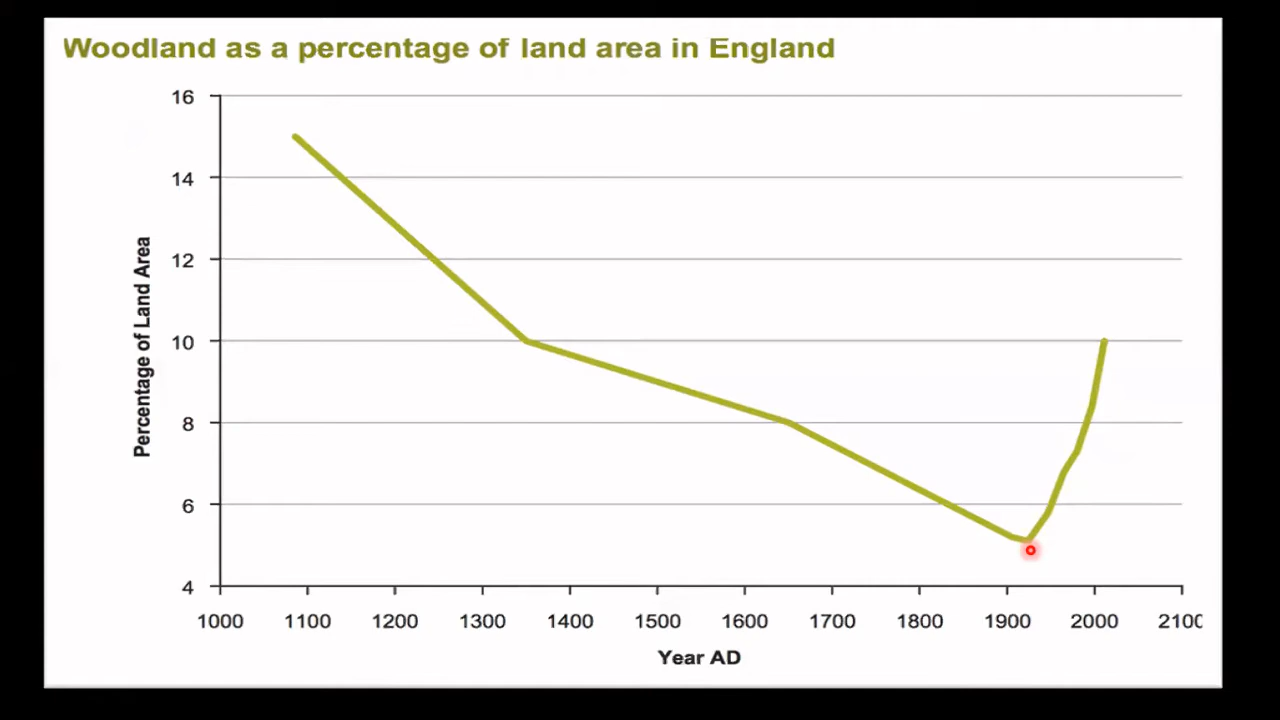 Woodland as a percentage of land area in England
16
14
12
10
8
6
4
Percentage of Land Area
1000 1100 1200 1300 1400 1500 1600 1700 1800 1900 2000 2100
Year AD